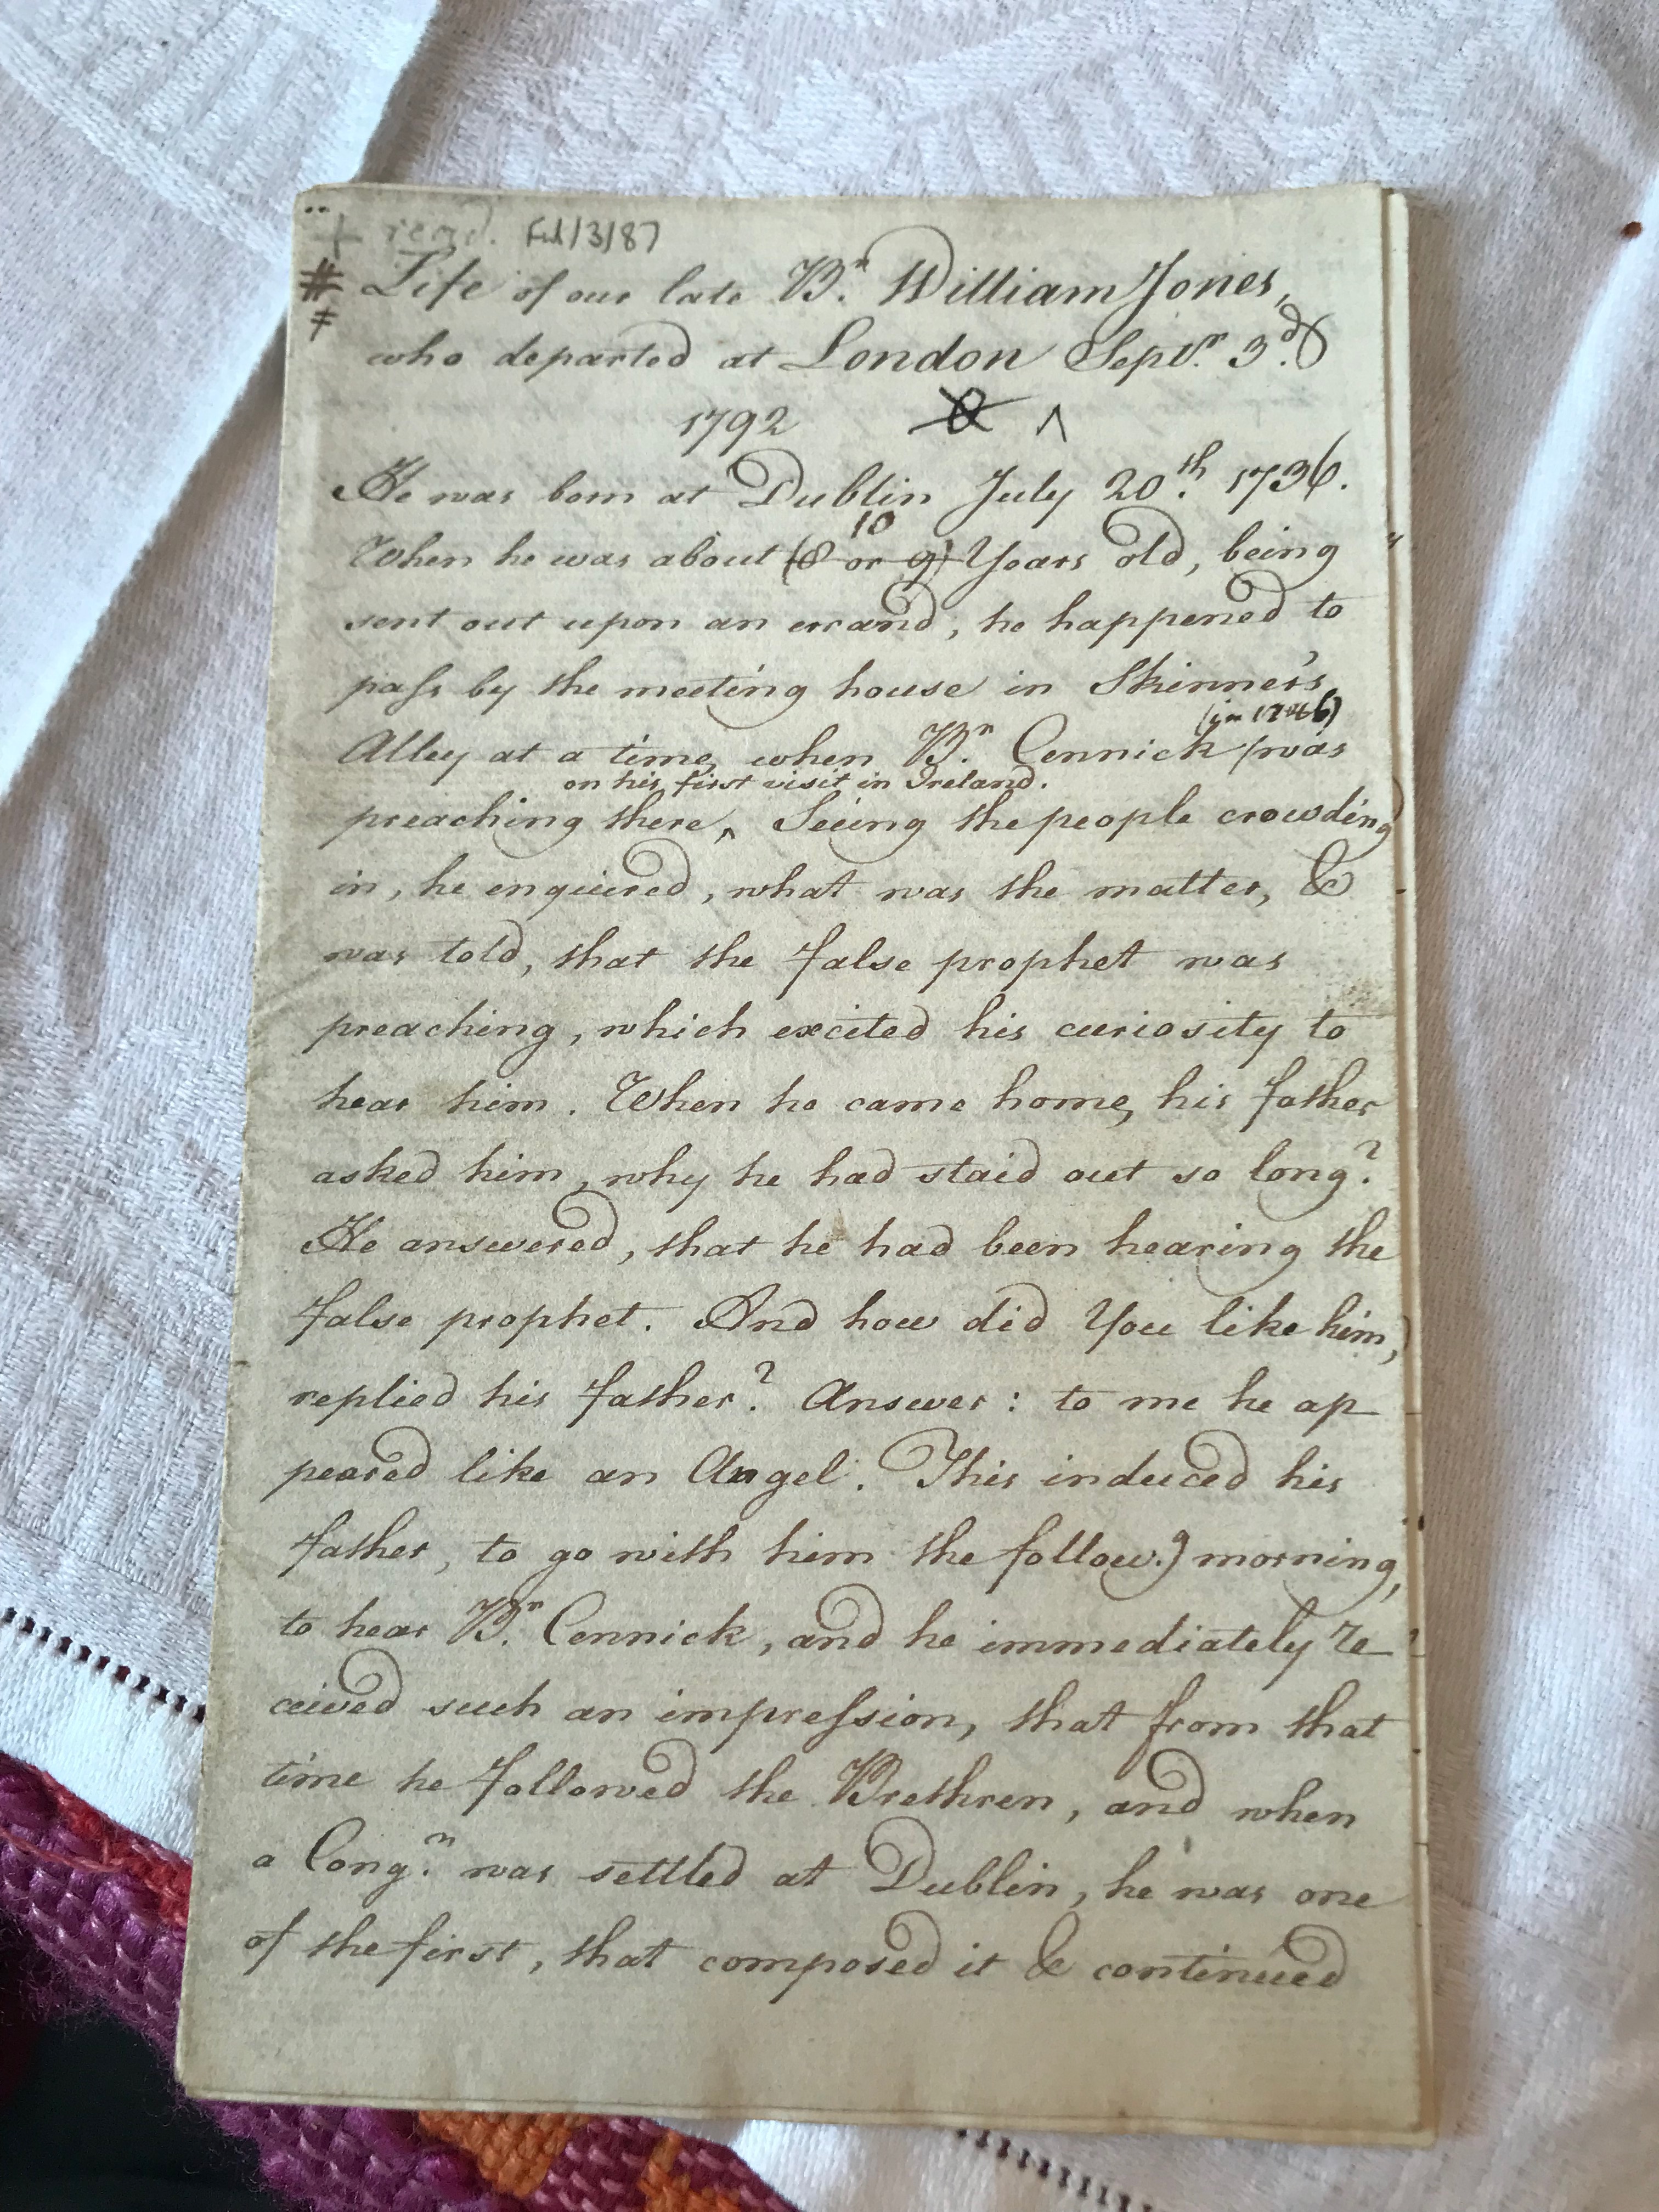 + read. Ful/3/87
# Life of our late Br. William Jones,
‡ who departed at London Septr. 3d.
1792
He was born at Dublin July 20th. 1736.
10
When he was about (8 or 9) Years old, being
sent out upon an errand, he happened to
paſs by the meeting house in Skinner's
(in 1746)
Alley at a time, when Br. Cennick was
on his first visit in Ireland.
preaching there, ^ Seeing the people crowding
in, he enquired, what was the matter, &
was told, that the false prophet was
preaching, which excited his curiosity to
hear him. When he came home, his father
asked him, why he had staid out so long?
He answered, that he had been hearing the
false prophet. And how did You like him,
replied his father? Answer: to me he ap
peared like an Angel. This induced his
father, to go with him the follow.g morning,
to hear Br. Cennick, and he immediately re
ceived such an impreſsion, that from that
time he followed the Brethren, and when
a Congn. was settled at Dublin, he was one
of the first, that composed it & continued